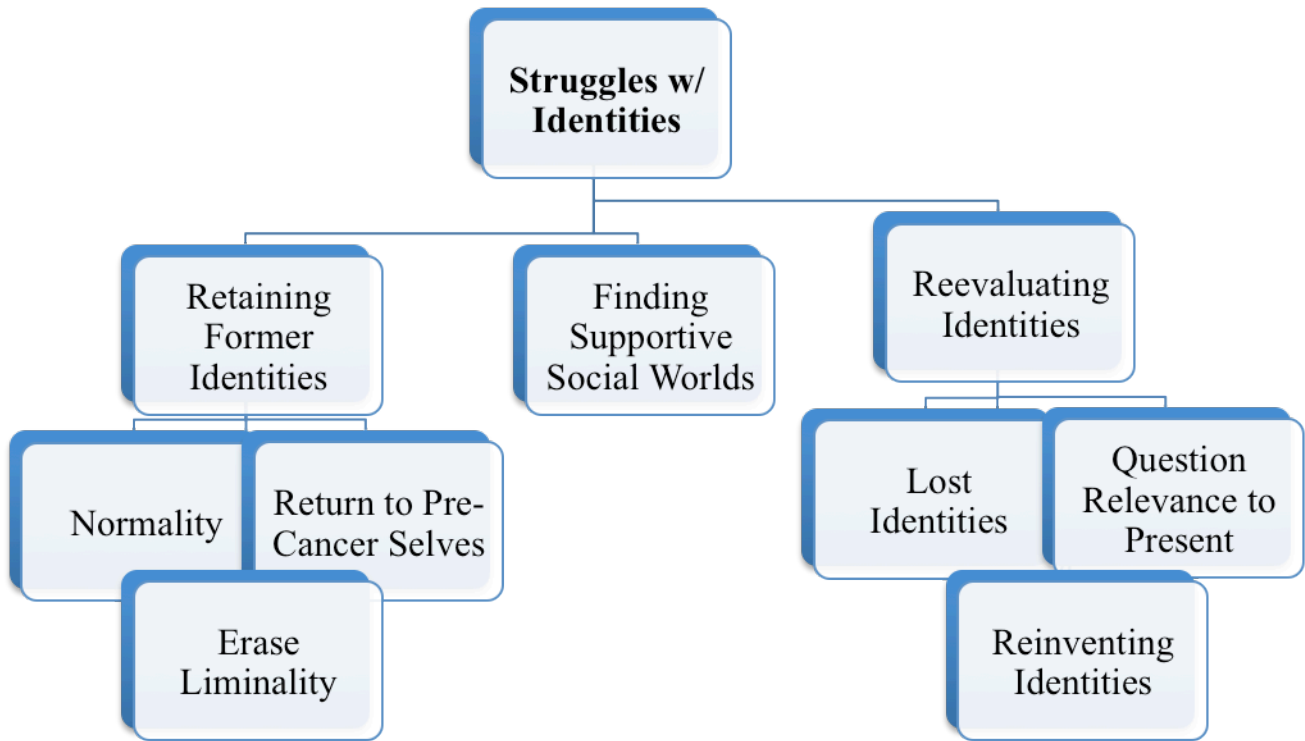 Struggles w/
Identities
Retaining
Former
Identities
Finding
Supportive
Social Worlds
Reevaluating
Identities
Normality
Return to Pre-
Cancer Selves
Erase
Liminality
Lost
Identities
Question
Relevance to
Present
Reinventing
Identities